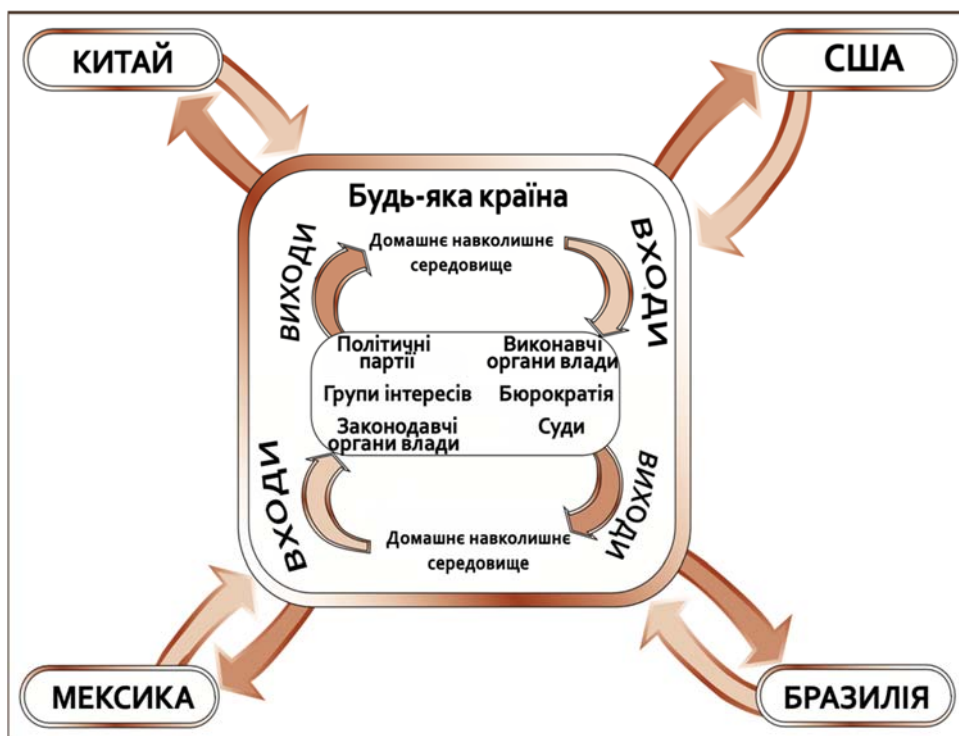 КИТАЙ
США
Будь-яка країна
ВИХОДИ
Домашнє навколишнє
середовище
ВХОДИ
Політичні
партії
Виконавчі
органи влади
Групи інтересів
Бюрократія
Законодавчі
органи влади
Суди
ВХОДИ
Домашнє навколишнє
середовище
ВИХОДИ
МЕКСИКА
БРАЗИЛІЯ